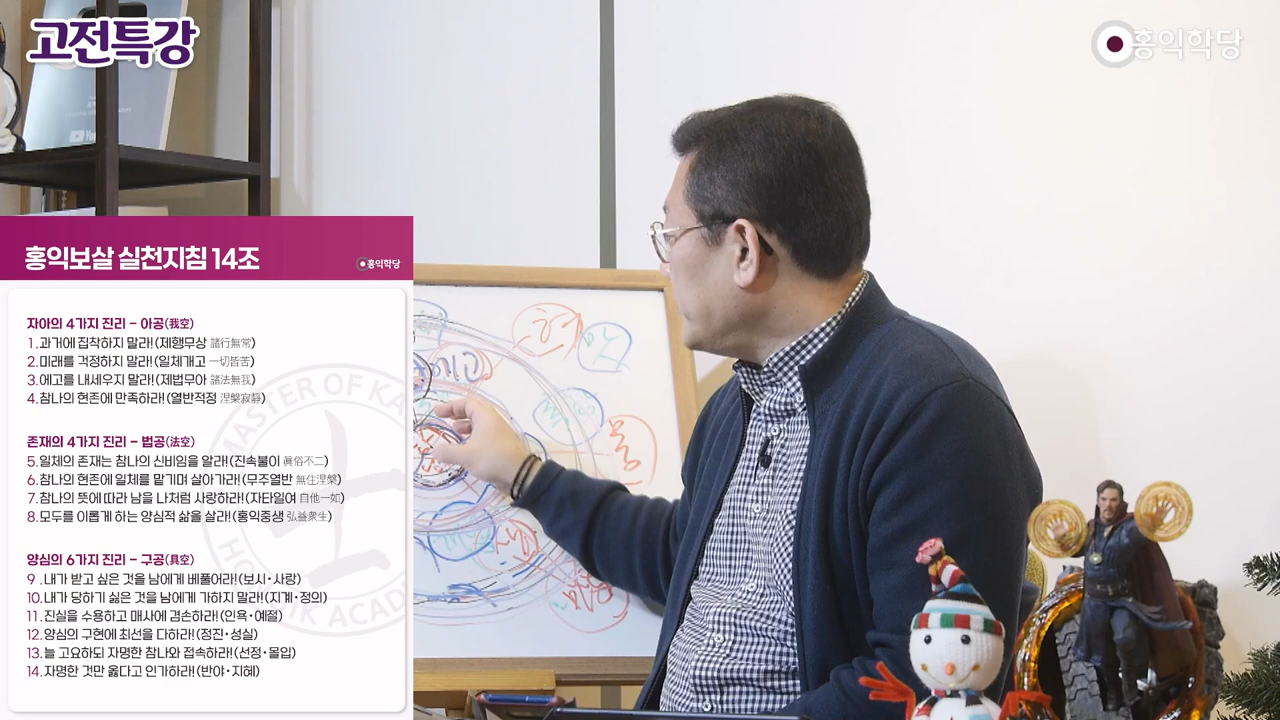 고전특강
홍익학당
홍익보살 실천지침 14조
홍익학당
자아의 4가지 진리 - 아공(我空)
1. 과거에 집착하지 말라! (제행무상 諸行無常)
2. 미래를 걱정하지 말라! (일체개고 一切皆苦)
3. 에고를 내세우지 말라! (제법무아 諸法無我)
4. 참나의 현존에 만족하라! (열반적정 涅槃寂靜)
존재의 4가지 진리 - 법공(法空)
5. 일체의 존재는 참나의 신비임을 알라! (진속불이 眞俗不二)
6. 참나의 현존에 일체를 맡기며 살아가라! (무주열반 無住涅槃)
7. 참나의 뜻에 따라 남을 나처럼 사랑하라! (자타일여 自他一如)
8. 모두를 이롭게 하는 양심적 삶을 살라! (홍익중생 弘益衆生)
양심의 6가지 진리 - 구공(具空)
9 . 내가 받고 싶은 것을 남에게 베풀어라! (보시·사랑)
10. 내가 당하기 싫은 것을 남에게 가하지 말라! (지계·정의)
11. 진실을 수용하고 매사에 겸손하라! (인욕·예절)
12. 양심의 구현에 최선을 다하라! (정진·성실)
13. 늘 고요하되 자명한 참나와 접속하라! (선정·몰입)
14. 자명한 것만 옳다고 인가하라! (반야·지혜)